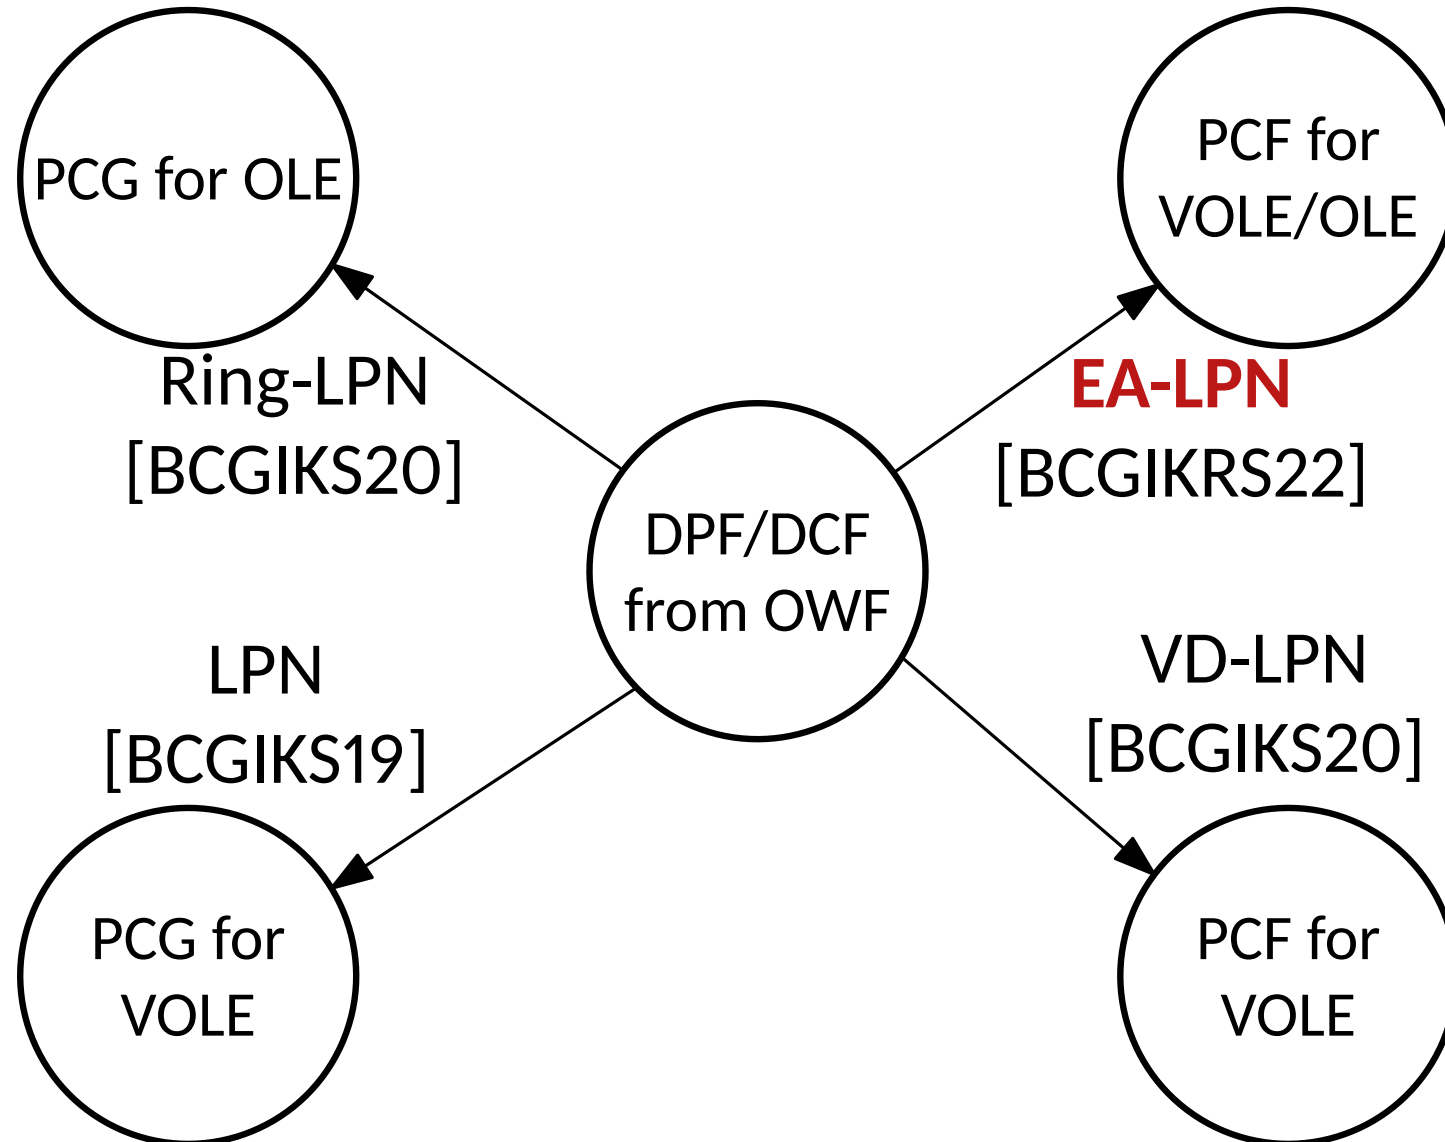 PCG for OLE
PCF for
VOLE/OLE
Ring-LPN
[BCGIKS20]
EA-LPN
[BCGIKRS22]
DPF/DCF
from OWF
LPN
[BCGIKS19]
VD-LPN
[BCGIKS20]
PCG for
VOLE
PCF for
VOLE